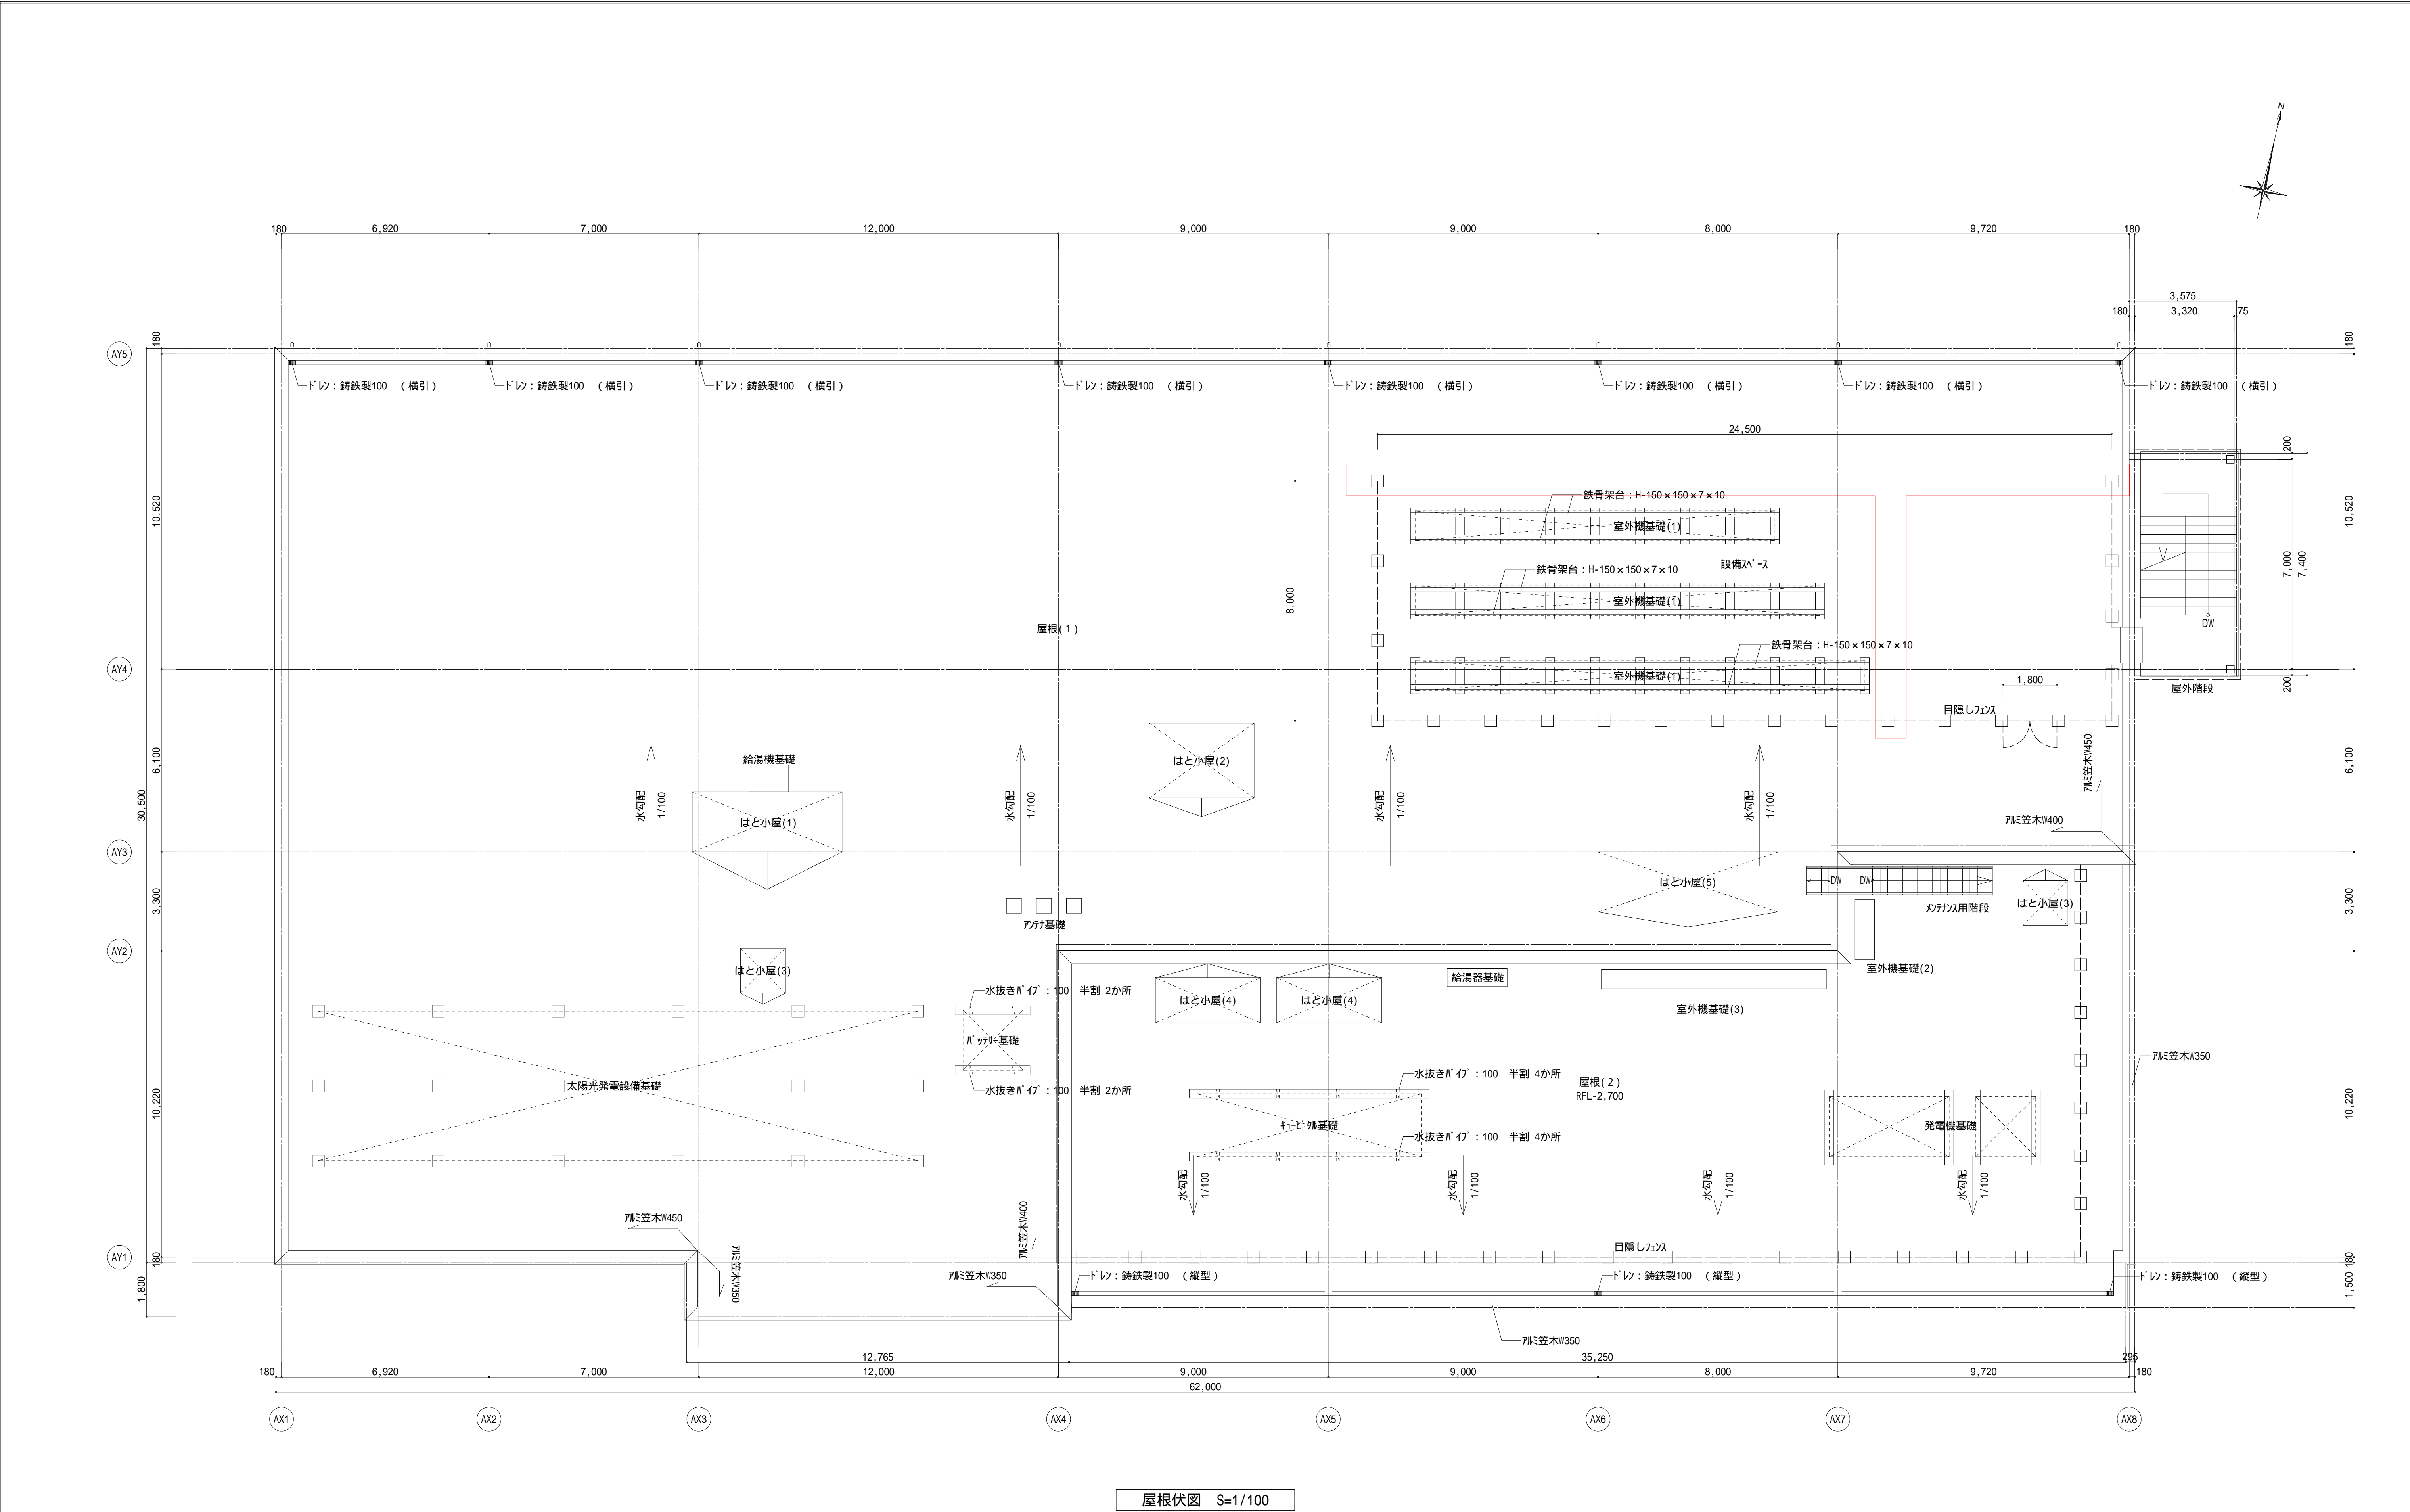 N
180
6,920
7,000
12,000
9,000
9,000
8,000
9,720
180
3,575
180
3,320
75
AY5
180
180
ドレン：鋳鉄製100　（横引）
ドレン：鋳鉄製100　（横引）
ドレン：鋳鉄製100　（横引）
ドレン：鋳鉄製100　（横引）
ドレン：鋳鉄製100　（横引）
ドレン：鋳鉄製100　（横引）
ドレン：鋳鉄製100　（横引）
ドレン：鋳鉄製100　（横引）
24,500
200
鉄骨架台：H-150×150×7×10
10,520
室外機基礎(1)
10,520
設備スペース
鉄骨架台：H-150×150×7×10
7,000
7,400
8,000
室外機基礎(1)
屋根(1)
DW
鉄骨架台：H-150×150×7×10
AY4
室外機基礎(1)
1,800
200
屋外階段
目隠しフェンス
アルミ笠木W450
給湯機基礎
はと小屋(2)
6,100
6,100
30,500
水勾配
1/100
水勾配
1/100
水勾配
1/100
水勾配
1/100
はと小屋(1)
アルミ笠木W400
AY3
はと小屋(5)
DW
DW
3,300
はと小屋(3)
3,300
メンテナンス用階段
アンテナ基礎
AY2
はと小屋(3)
室外機基礎(2)
給湯器基礎
水抜きパイプ：100　半割 2か所
はと小屋(4)
はと小屋(4)
室外機基礎(3)
バッテリー基礎
アルミ笠木W350
水抜きパイプ：100　半割 4か所
太陽光発電設備基礎
屋根(2)
RFL-2,700
水抜きパイプ：100　半割 2か所
10,220
10,220
キュービクル基礎
発電機基礎
水抜きパイプ：100　半割 4か所
水勾配
1/100
水勾配
1/100
水勾配
1/100
水勾配
1/100
アルミ笠木W450
アルミ笠木W400
目隠しフェンス
AY1
180
180
アルミ笠木W350
アルミ笠木W350
ドレン：鋳鉄製100　（縦型）
ドレン：鋳鉄製100　（縦型）
ドレン：鋳鉄製100　（縦型）
1,800
1,500
アルミ笠木W350
12,765
35,250
295
180
6,920
7,000
12,000
9,000
9,000
8,000
9,720
180
62,000
AX1
AX2
AX3
AX4
AX5
AX6
AX7
AX8
屋根伏図　S=1/100